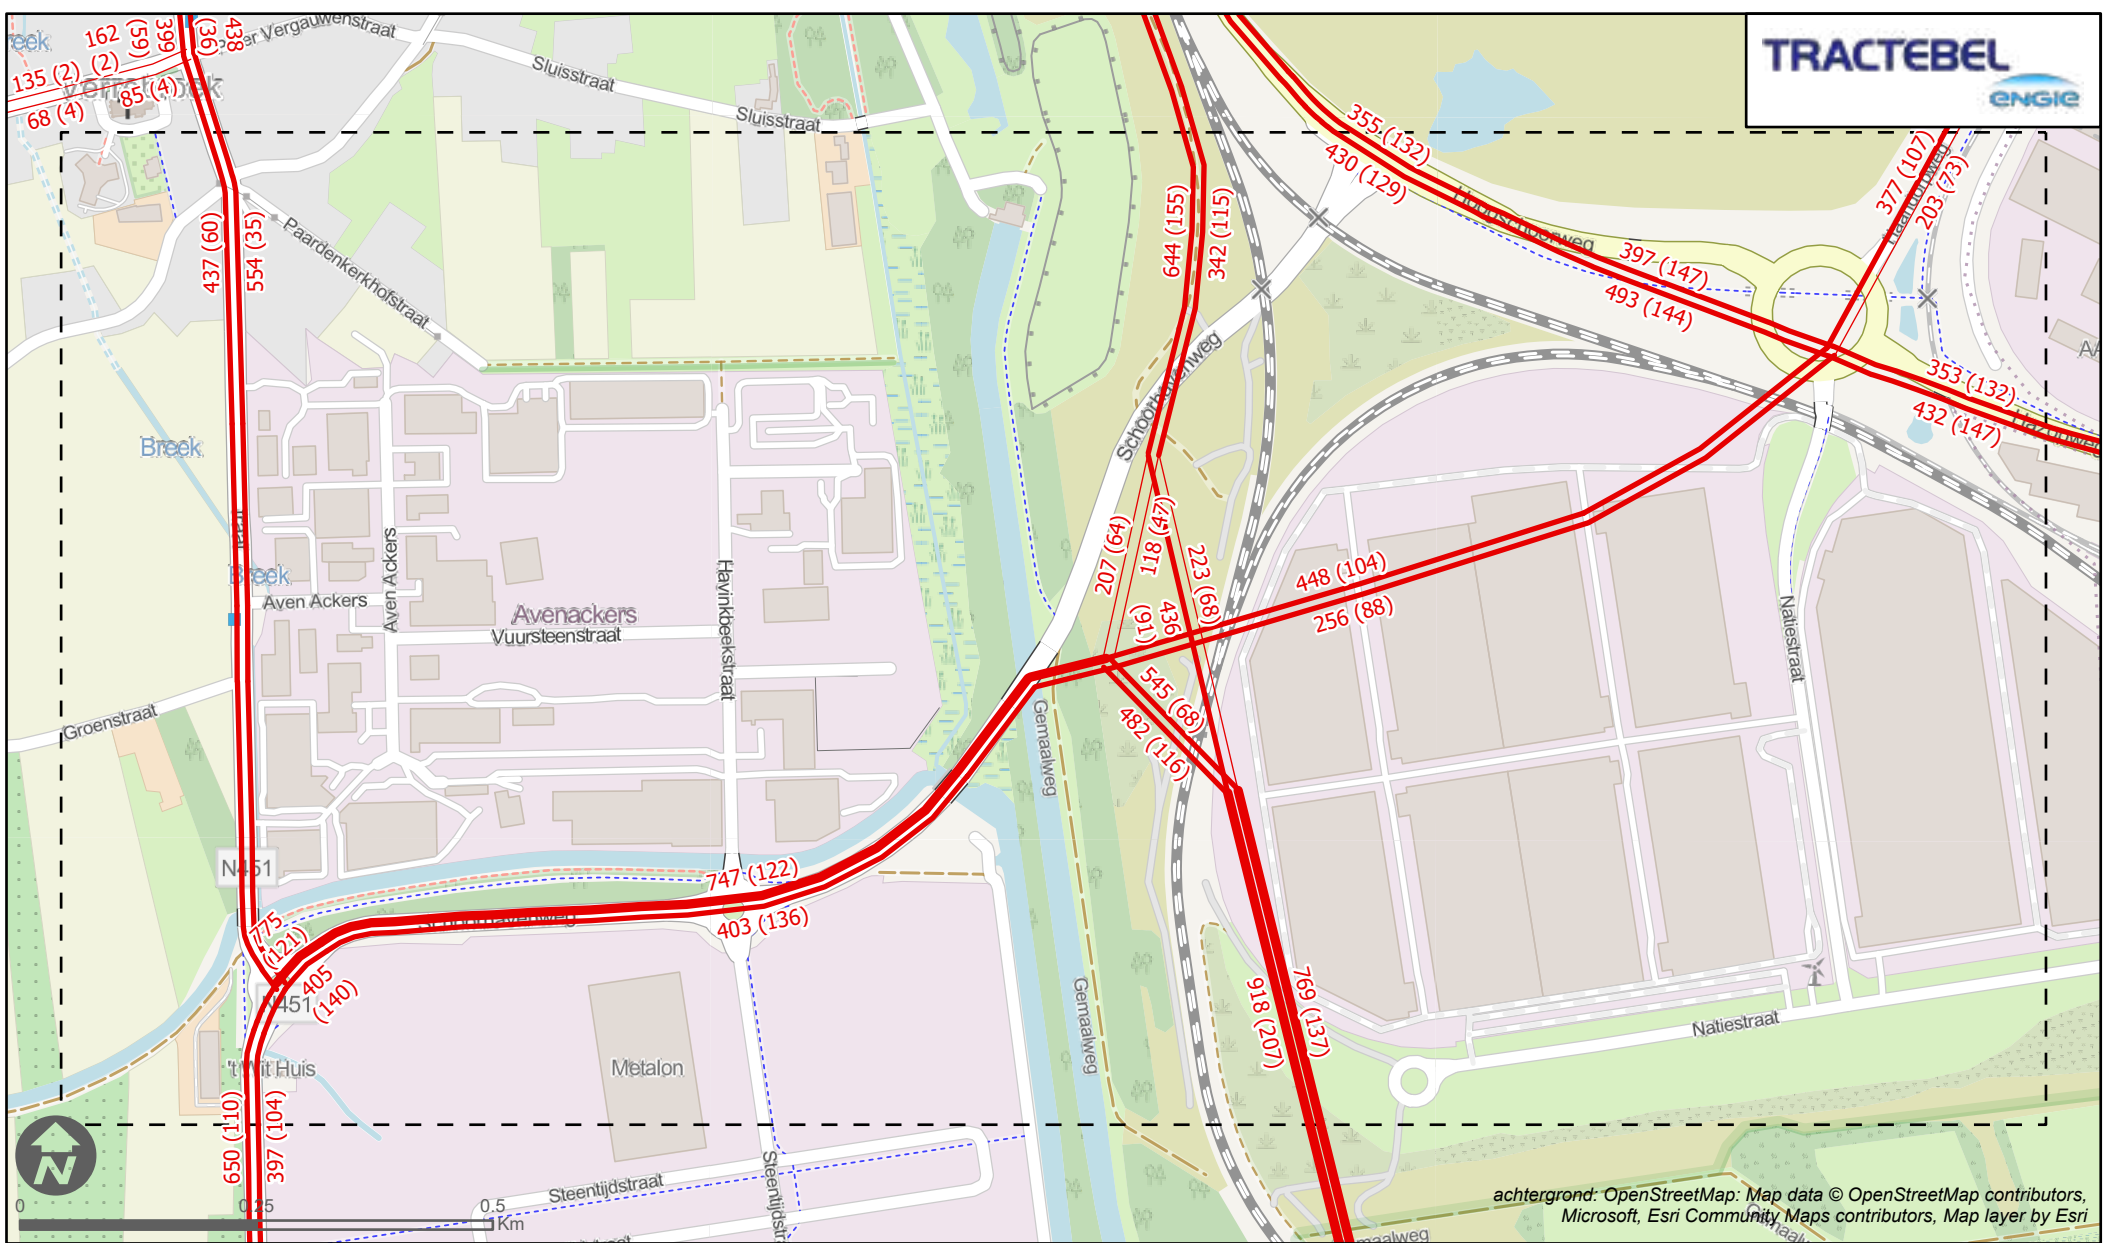 TRACTEBEL
ENGIE
162
(2)
(59)
399
(36)
438
135 (2)
68 (4)
85 (4)
Sluisstraat
Sluisstraat
355 (132)
430 (129)
Hoogschoorweg
397 (147)
493 (144)
377 (107)
203 (73)
353 (132)
432 (147)
437 (60)
554 (35)
Paardenkerkhofstraat
644 (155)
342 (115)
Schoorhavenweg
Breek
Breek
Aven Ackers
Aven Ackers
Avenackers
Vuursteenstraat
Havinkbeekstraat
207 (64)
118 (47)
223 (68)
436
(91)
448 (104)
256 (88)
545 (68)
482 (116)
Natiestraat
Groenstraat
Gemaalweg
N451
775
(121)
405
(140)
N451
747 (122)
403 (136)
't Wit Huis
Metalon
Gemaalweg
918 (207)
769 (137)
Natiestraat
650 (110)
397 (104)
Steentijdstraat
N
0
0.25
0.5
Km
achtergrond: OpenStreetMap: Map data © OpenStreetMap contributors,
Microsoft, Esri Community Maps contributors, Map layer by Esri